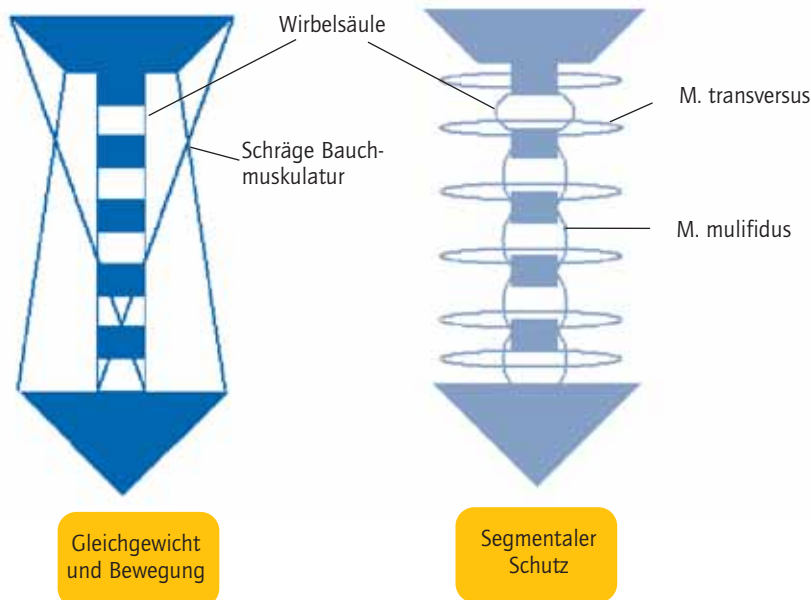 Wirbelsäule
M. transversus
Schräge Bauch-
muskulatur
M. mulifidus
Gleichgewicht
und Bewegung
Segmentaler
Schutz